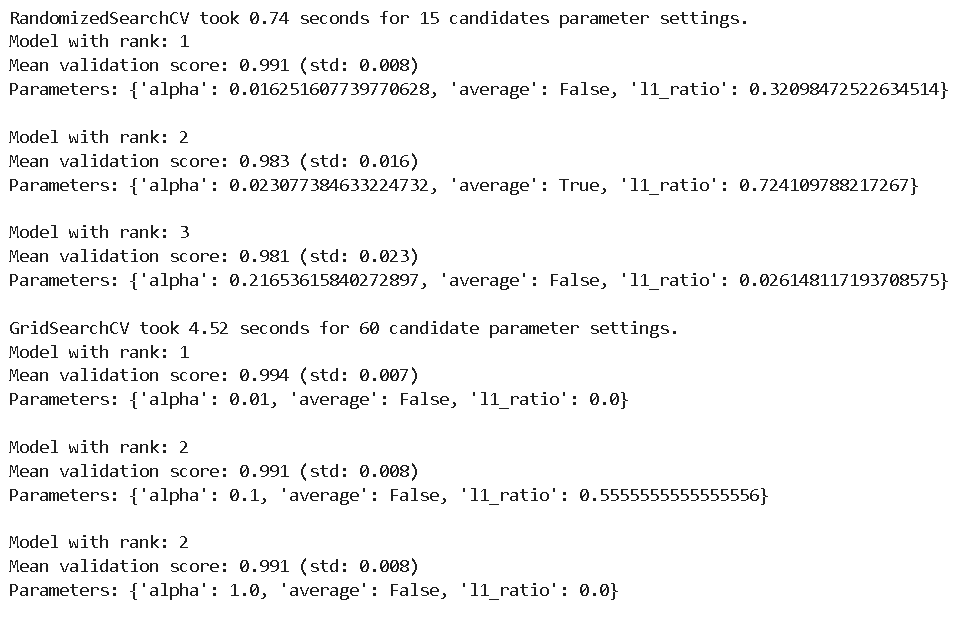 RandomizedSearchCV took 0.74 seconds for 15 candidates parameter settings.
Model with rank: 1
Mean validation score: 0.991 (std: 0.008)
Parameters: {'alpha': 0.016251607739770628, 'average': False, 'l1_ratio': 0.32098472522634514}
Model with rank: 2
Mean validation score: 0.983 (std: 0.016)
Parameters: {'alpha': 0.023077384633224732, 'average': True, 'l1_ratio': 0.724109788217267}
Model with rank: 3
Mean validation score: 0.981 (std: 0.023)
Parameters: {'alpha': 0.21653615840272897, 'average': False, 'l1_ratio': 0.026148117193708575}
GridSearchCV took 4.52 seconds for 60 candidate parameter settings.
Model with rank: 1
Mean validation score: 0.994 (std: 0.007)
Parameters: {'alpha': 0.01, 'average': False, 'l1_ratio': 0.0}
Model with rank: 2
Mean validation score: 0.991 (std: 0.008)
Parameters: {'alpha': 0.1, 'average': False, 'l1_ratio': 0.5555555555555556}
Model with rank: 2
Mean validation score: 0.991 (std: 0.008)
Parameters: {'alpha': 1.0, 'average': False, 'l1_ratio': 0.0}